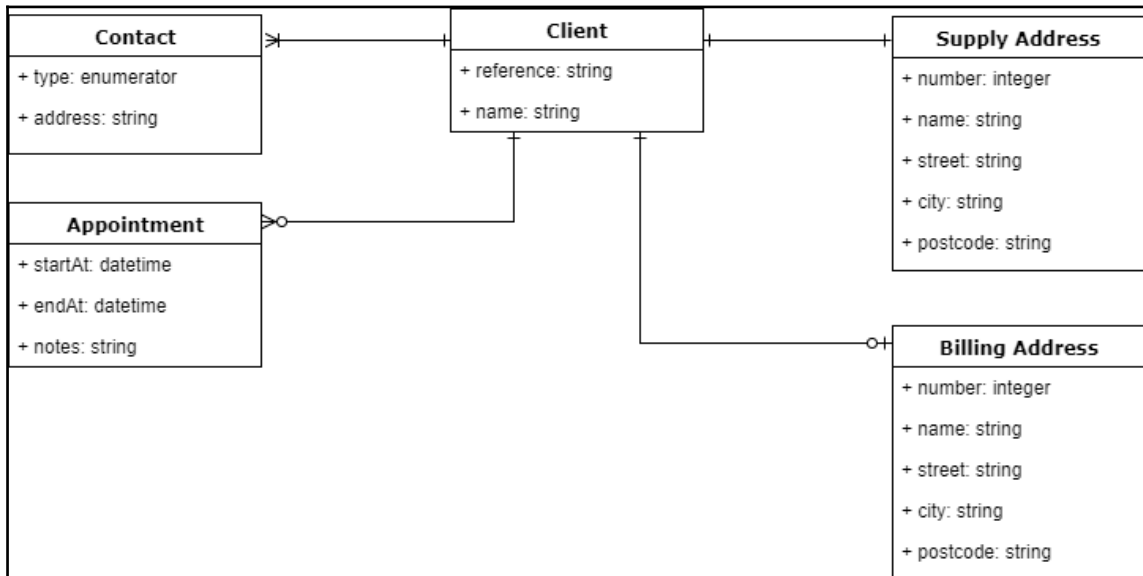 Contact
+ type: enumerator
+ address: string
Client
+ reference: string
+ name: string
Supply Address
+ number: integer
+ name: string
+ street: string
+ city: string
+ postcode: string
Appointment
+ startAt: datetime
+ endAt: datetime
+ notes: string
Billing Address
+ number: integer
+ name: string
+ street: string
+ city: string
+ postcode: string